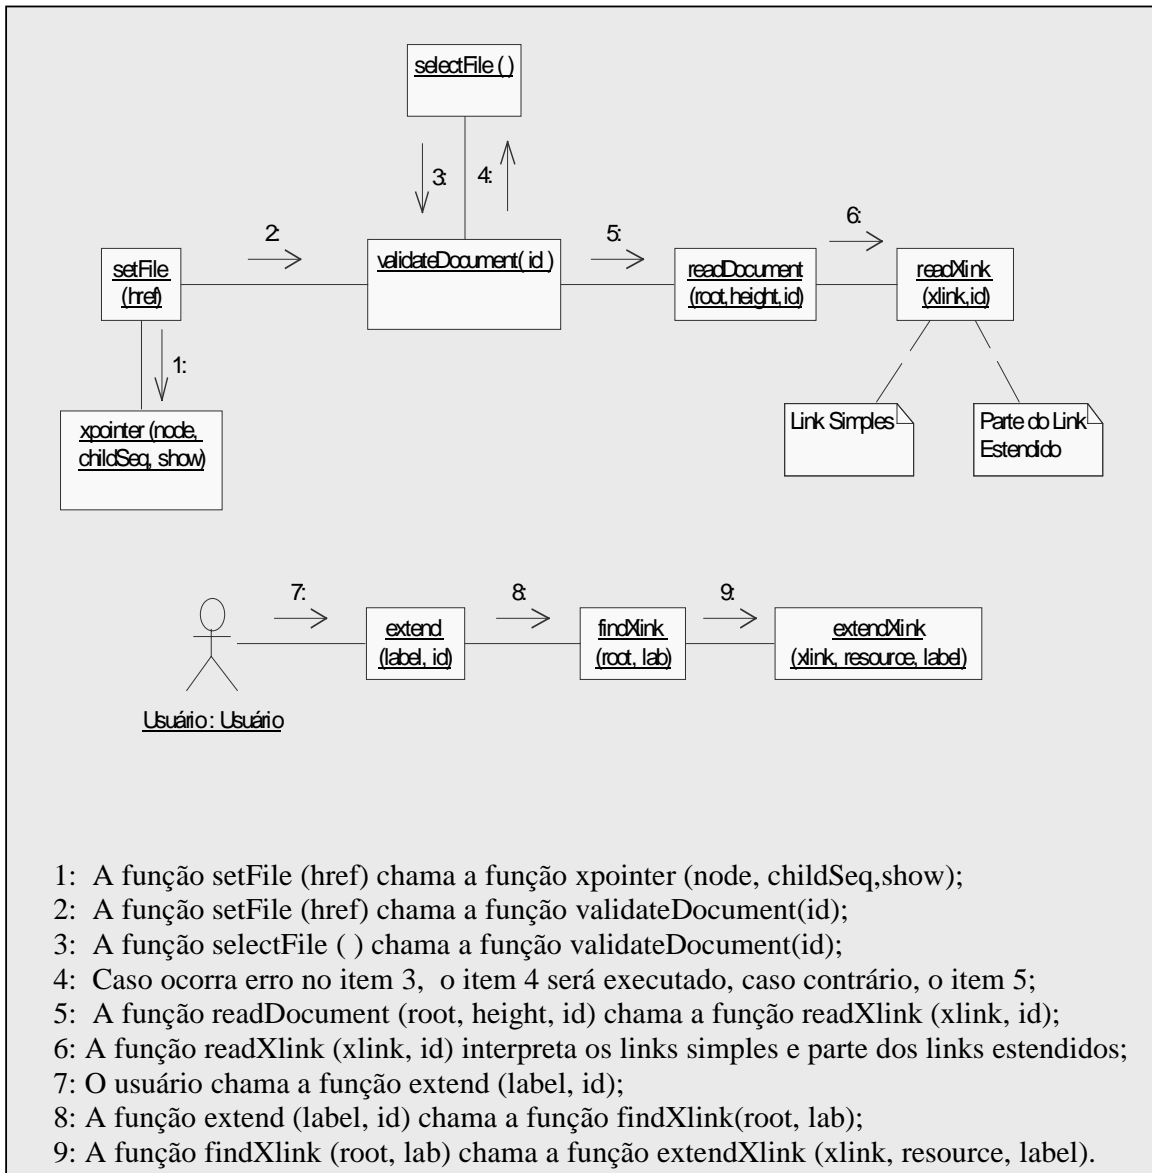 selectFile ( )
3:
4:
2:
5:
6:
setFile
(href)
validateDocument( id )
readDocument
(root,height,id)
readXlink
(xlink,id)
1:
xpointer (node,
childSeq, show)
Link Simples
Parte do Link
Estendido
7:
8:
9:
extend
(label, id)
findXlink
(root, lab)
extendXlink
(xlink, resource, label)
Usuário : Usuário
1: A função setFile (href) chama a função xpointer (node, childSeq,show);
2: A função setFile (href) chama a função validateDocument(id);
3: A função selectFile ( ) chama a função validateDocument(id);
4: Caso ocorra erro no item 3, o item 4 será executado, caso contrário, o item 5;
5: A função readDocument (root, height, id) chama a função readXlink (xlink, id);
6: A função readXlink (xlink, id) interpreta os links simples e parte dos links estendidos;
7: O usuário chama a função extend (label, id);
8: A função extend (label, id) chama a função findXlink(root, lab);
9: A função findXlink (root, lab) chama a função extendXlink (xlink, resource, label).